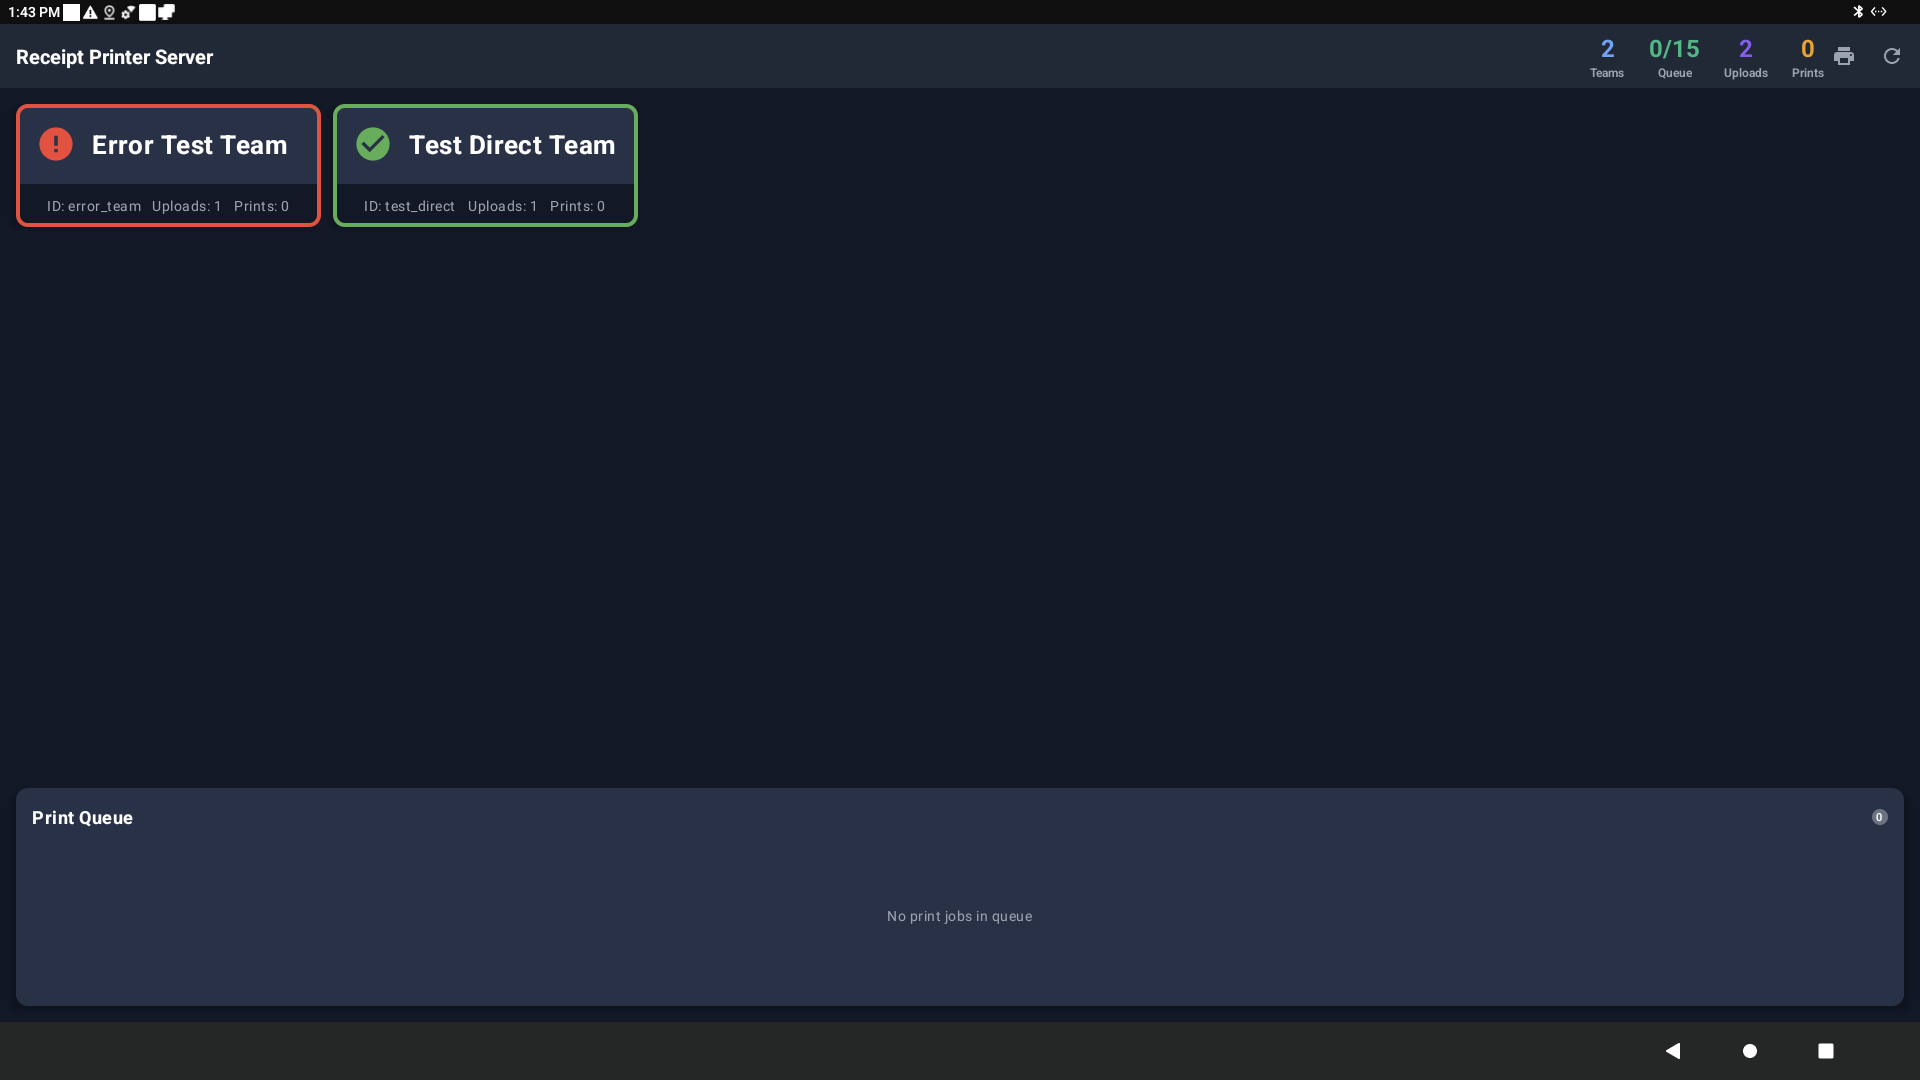 1:43 PM
Receipt Printer Server
2 0/15 2 0
Teams Queue Uploads Prints
Error Test Team
ID: error_team Uploads: 1 Prints: 0
Test Direct Team
ID: test_direct Uploads: 1 Prints: 0
Print Queue
0
No print jobs in queue